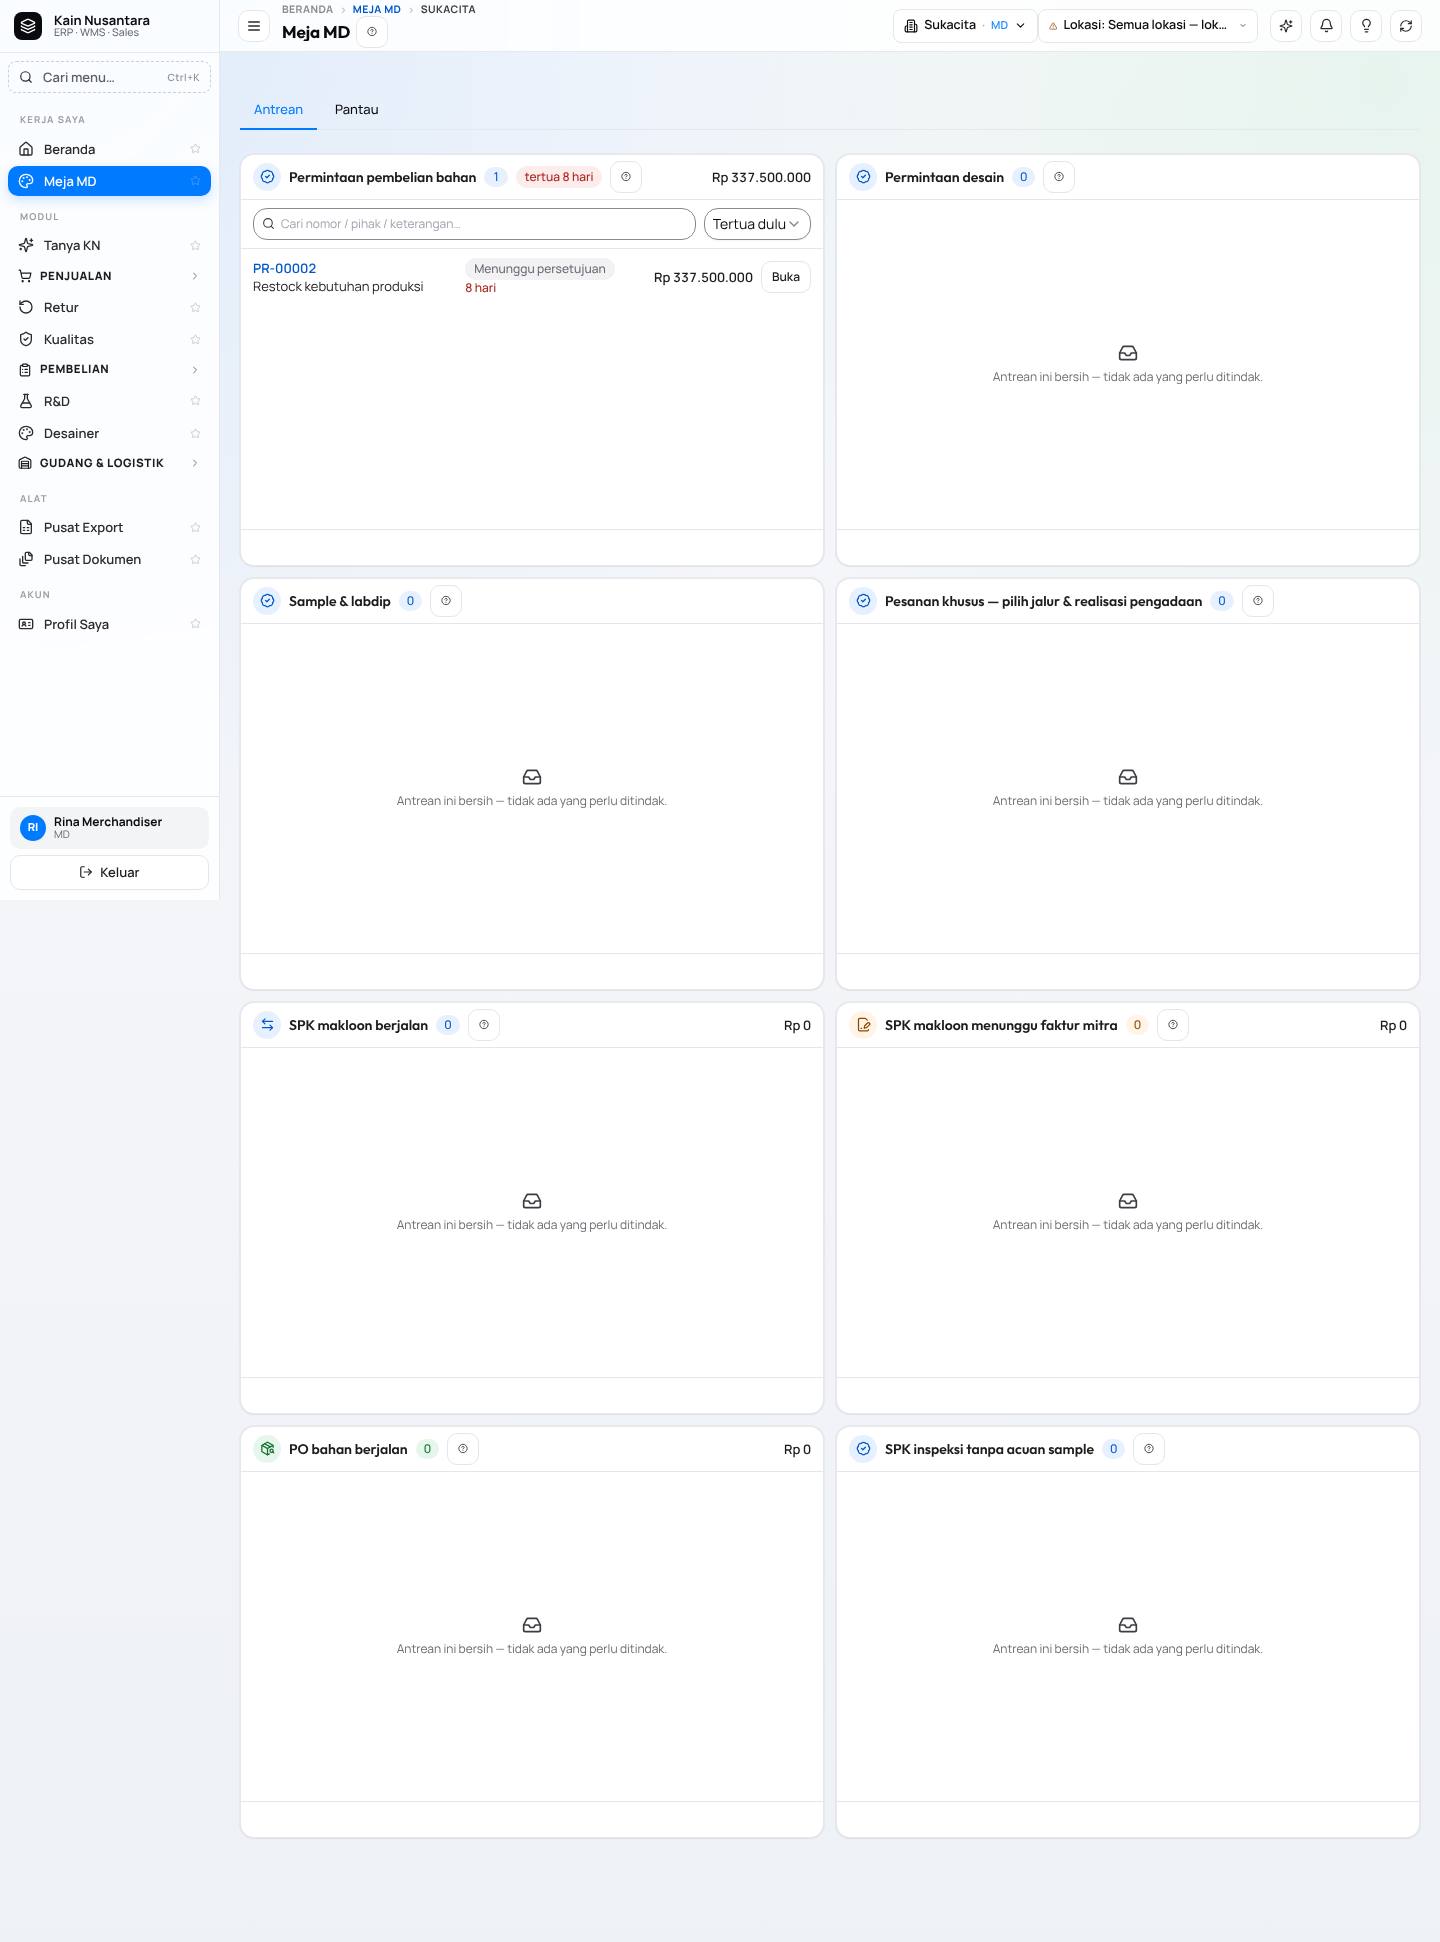 Kain Nusantara
ERP · WMS · Sales
Cari menu... Ctrl+K
KERJA SAYA
Beranda
Meja MD
MODUL
Tanya KN
PENJUALAN
Retur
Kualitas
PEMBELIAN
R&D
Desainer
GUDANG & LOGISTIK
ALAT
Pusat Export
Pusat Dokumen
AKUN
Profil Saya
RI
Rina Merchandiser
MD
Keluar
BERANDA > MEJA MD > SUKACITA
Meja MD
Sukacita · MD
Lokasi: Semua lokasi — lok...
Antrean Pantau
Permintaan pembelian bahan 1 tertua 8 hari Rp 337.500.000
Cari nomor / pihak / keterangan... Tertua dulu
PR-00002 Menunggu persetujuan Rp 337.500.000 Buka
Restock kebutuhan produksi 8 hari
Permintaan desain 0
Antrean ini bersih — tidak ada yang perlu ditindak.
Sample & labdip 0
Antrean ini bersih — tidak ada yang perlu ditindak.
Pesanan khusus — pilih jalur & realisasi pengadaan 0
Antrean ini bersih — tidak ada yang perlu ditindak.
SPK makloon berjalan 0 Rp 0
Antrean ini bersih — tidak ada yang perlu ditindak.
SPK makloon menunggu faktur mitra 0 Rp 0
Antrean ini bersih — tidak ada yang perlu ditindak.
PO bahan berjalan 0 Rp 0
Antrean ini bersih — tidak ada yang perlu ditindak.
SPK inspeksi tanpa acuan sample 0
Antrean ini bersih — tidak ada yang perlu ditindak.